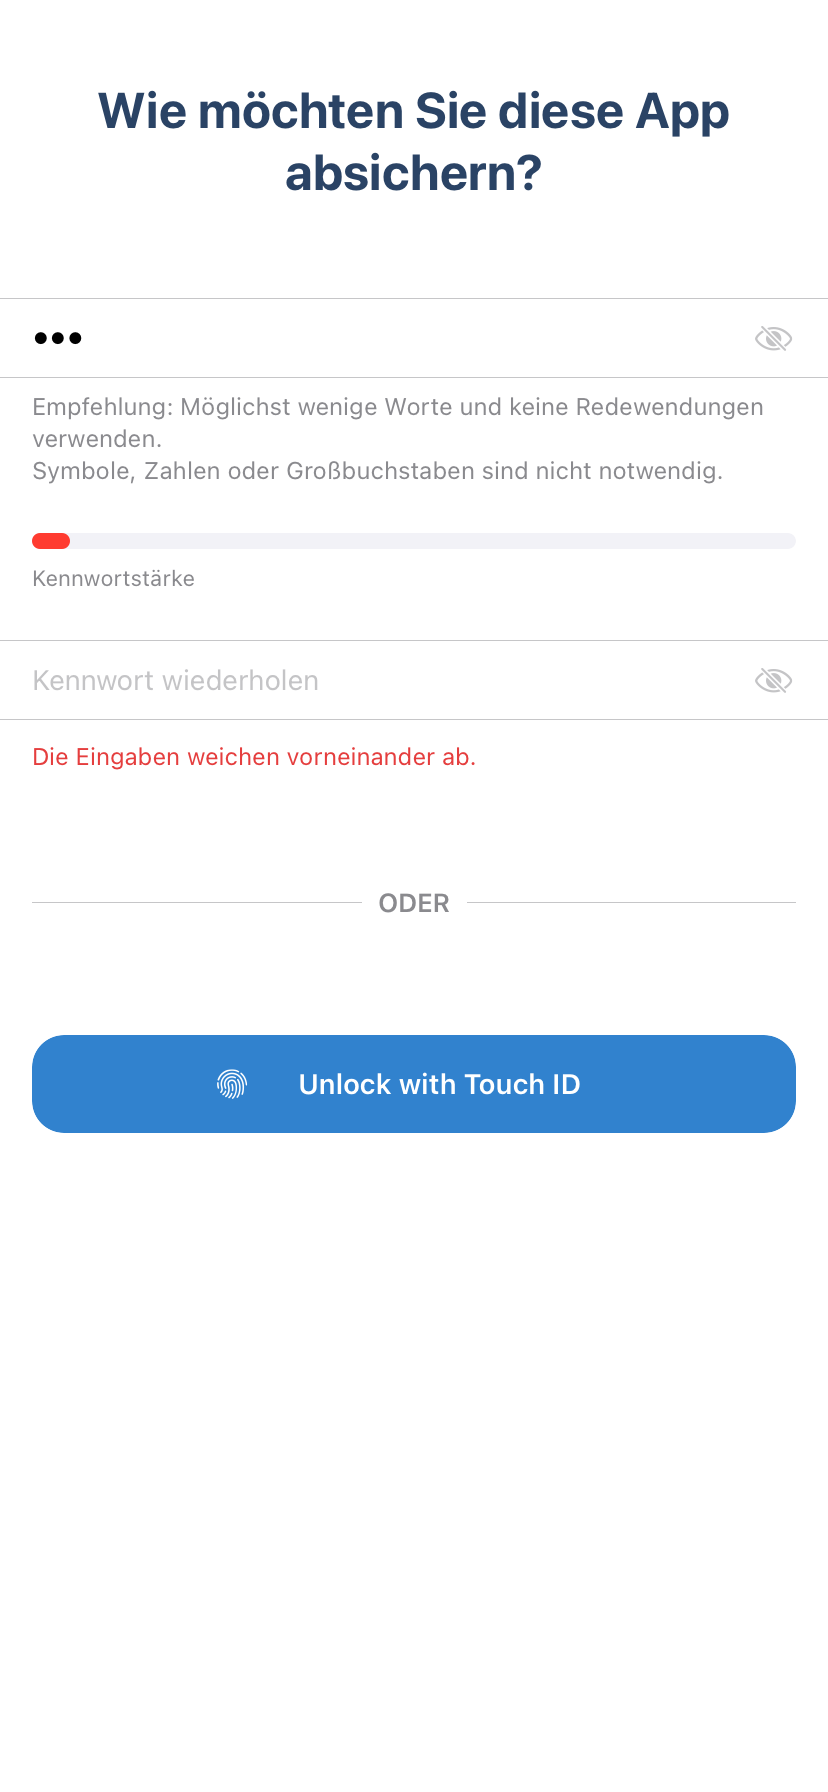 Wie möchten Sie diese App
absichern?
•••
Empfehlung: Möglichst wenige Worte und keine Redewendungen
verwenden.
Symbole, Zahlen oder Großbuchstaben sind nicht notwendig.
Kennwortstärke
Kennwort wiederholen
Die Eingaben weichen vorneinander ab.
ODER
Unlock with Touch ID